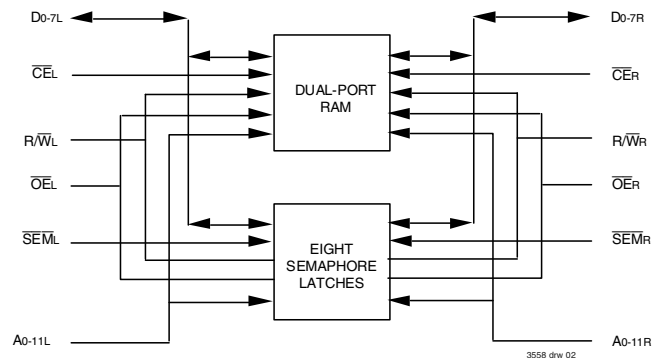 D0-7L
D0-7R
CEL
CER
DUAL-PORT
RAM
R/WL
R/WR
OEL
OER
SEML
SEMR
EIGHT
SEMAPHORE
LATCHES
A0-11L
A0-11R
3558 drw 02